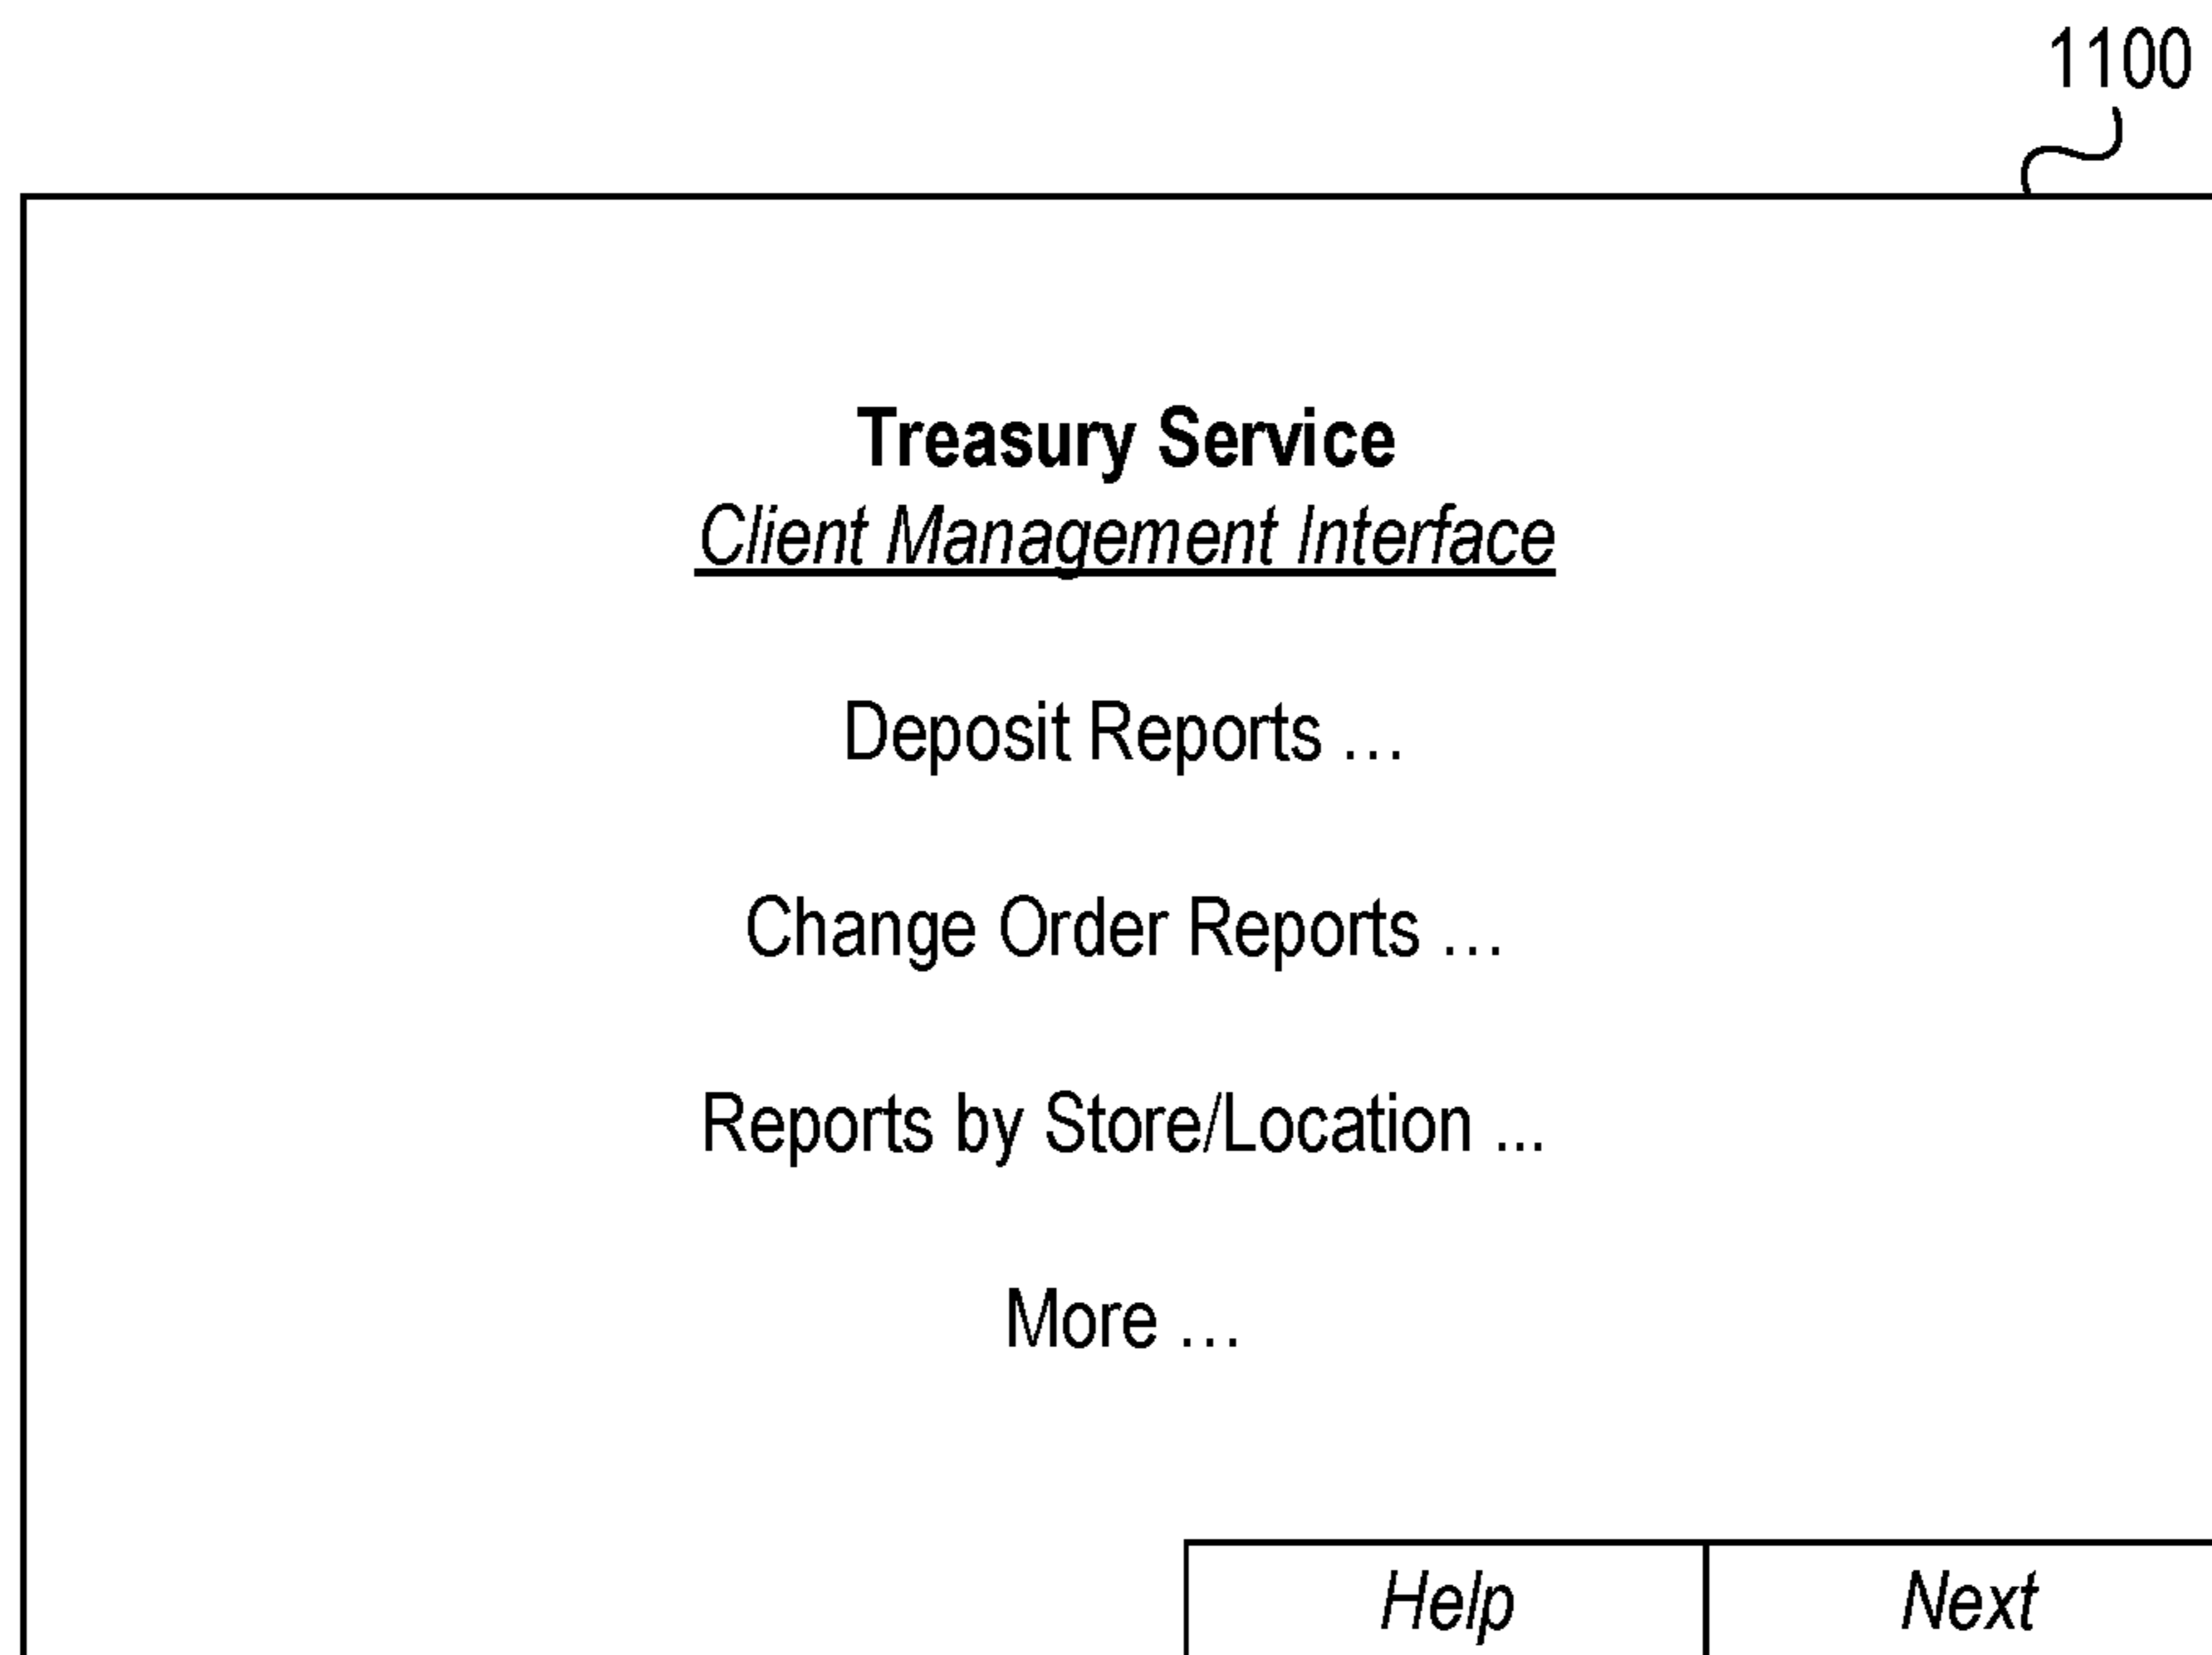 1100
Treasury Service
Client Management Interface
Deposit Reports …
Change Order Reports …
Reports by Store/Location ...
More …
Help Next